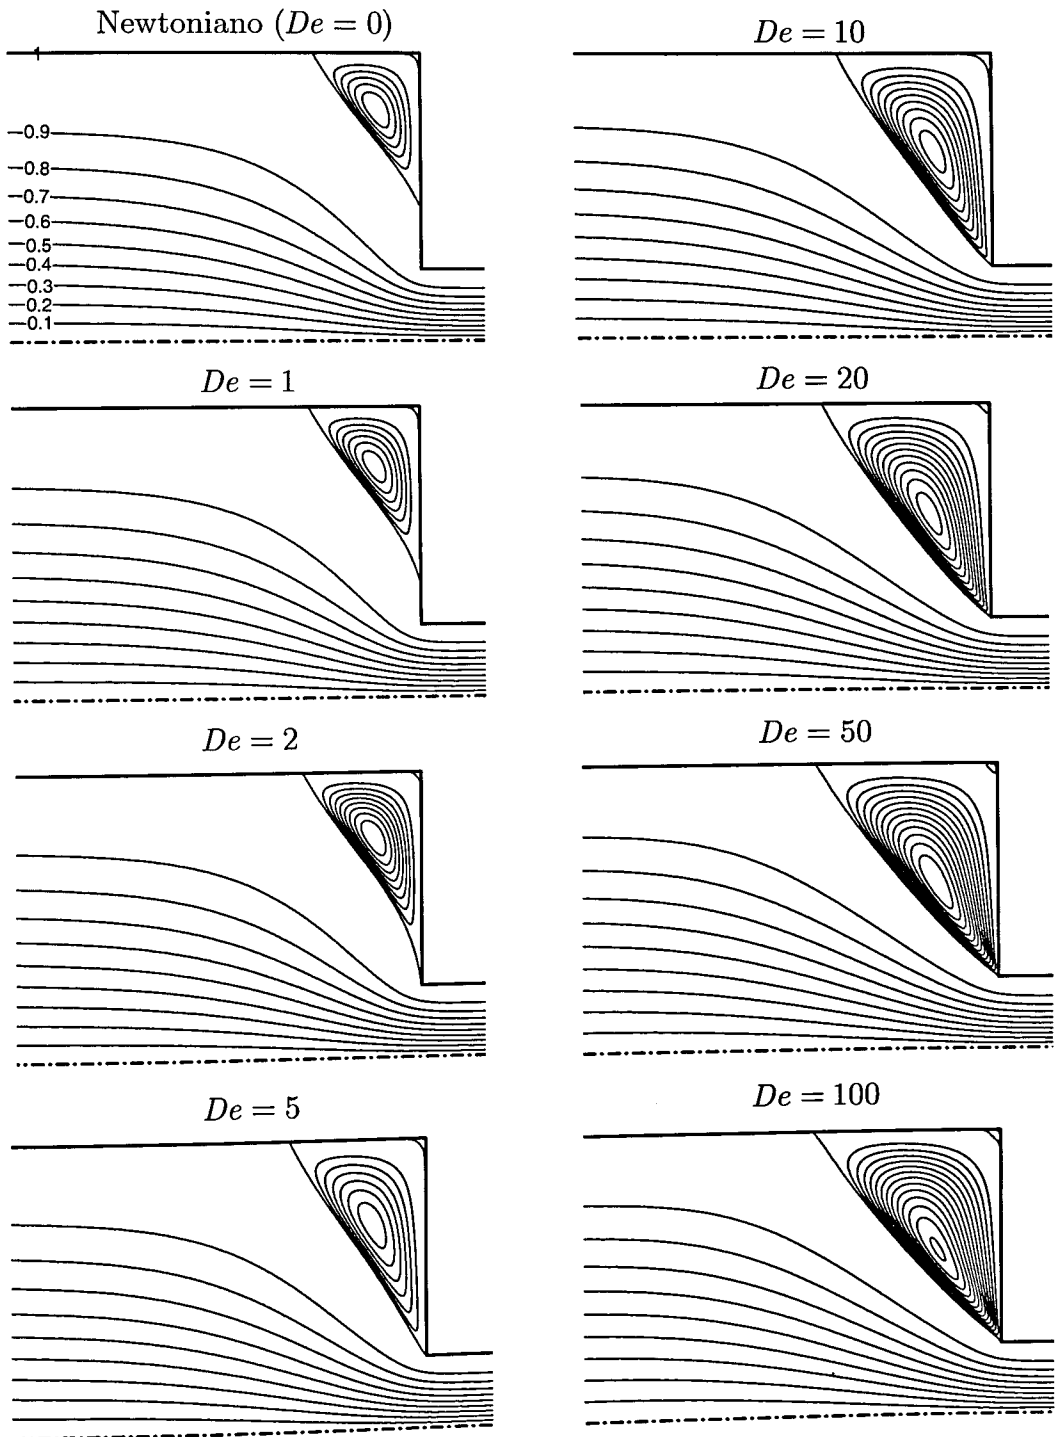 Newtoniano (De = 0)
1
0.9
0.8
0.7
0.6
0.5
0.4
0.3
0.2
0.1
De = 10
De = 1
De = 20
De = 2
De = 50
De = 5
De = 100